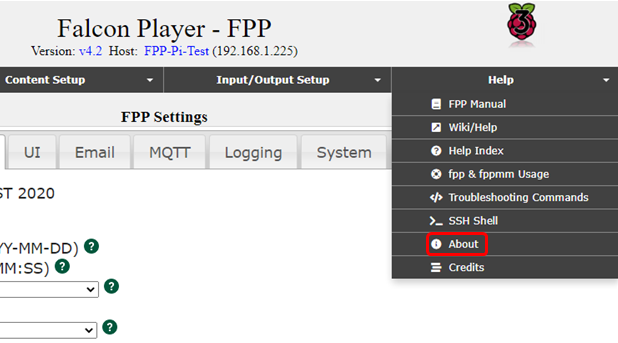 Falcon Player - FPP
Version: v4.2 Host: FPP-Pi-Test (192.168.1.225)
Content Setup Input/Output Setup Help
FPP Manual
Wiki/Help
Help Index
fpp & fppmm Usage
Troubleshooting Commands
SSH Shell
About
Credits
FPP Settings
UI Email MQTT Logging System
ST 2020
YY-MM-DD)
MM:SS)